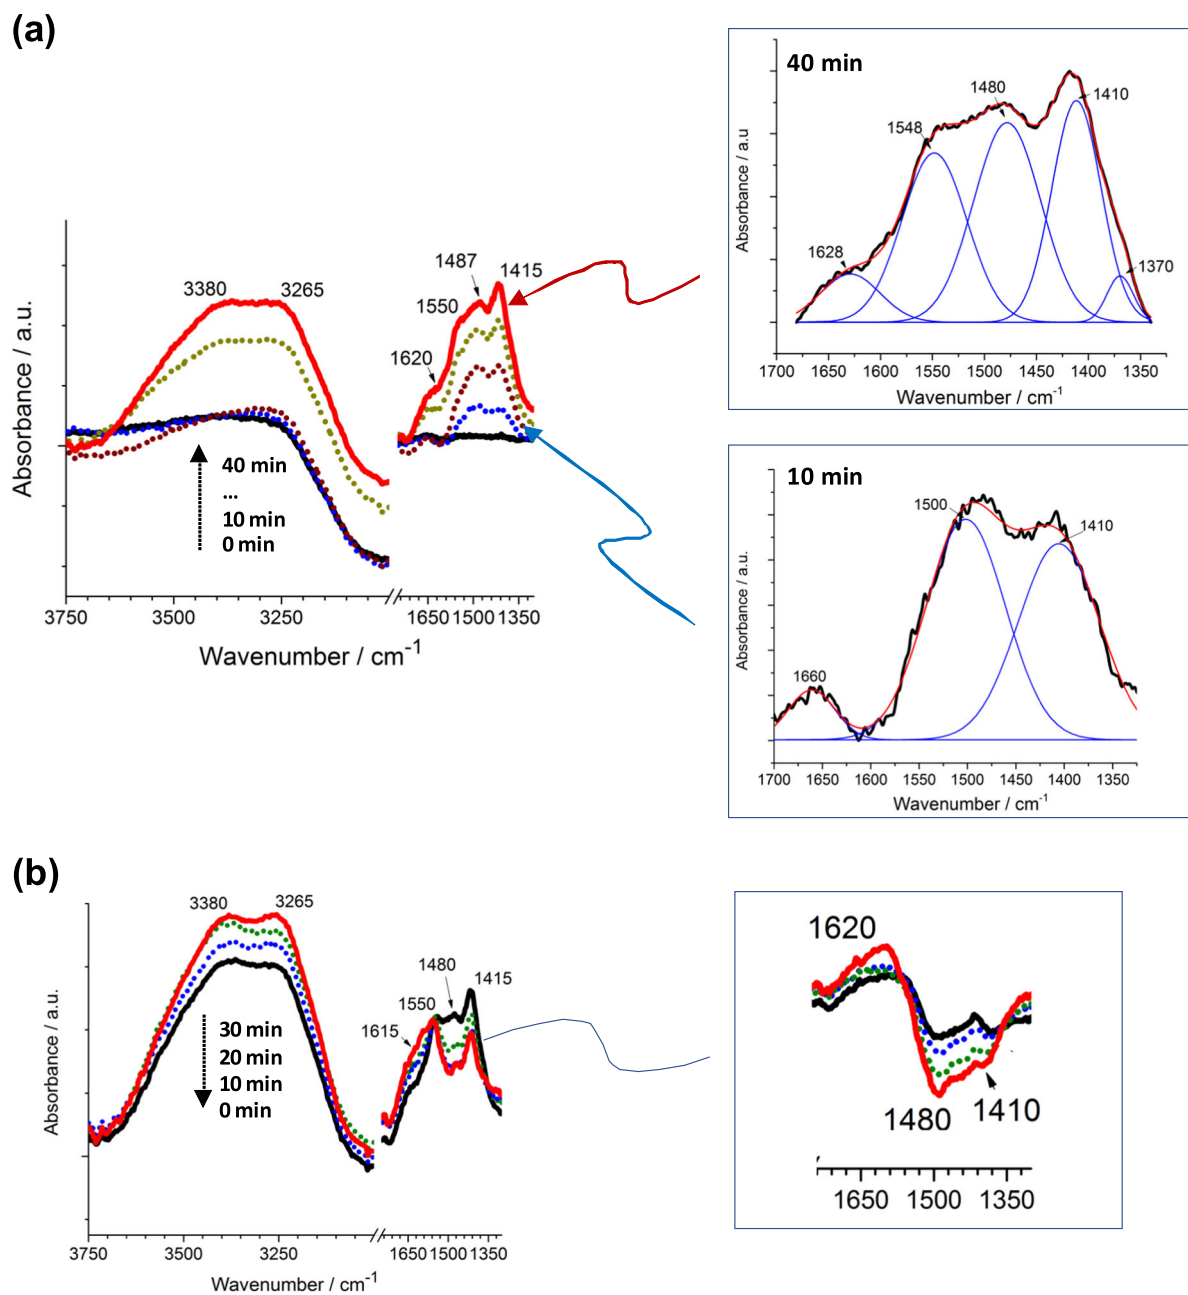 (a)
40 min
1480
1410
1548
1628
1370
Absorbance / a.u
1650 1600 1550 1500 1450 1400 1350
Wavenumber / cm-1
3380
3265
1487
1415
1550
1620
Absorbance / a.u.
40 min
...
10 min
0 min
3750 3500 3250 1650 1500 1350
Wavenumber / cm-1
10 min
1500
1410
1660
Absorbance / a.u.
1700 1650 1600 1550 1500 1450 1400 1350
Wavenumber / cm-1
(b)
3380
3265
1480
1415
1550
1615
Absorbance / a.u.
30 min
20 min
10 min
0 min
3750 3500 3250 1650 1500 1350
Wavenumber / cm-1
1620
1480
1410
1650 1500 1350